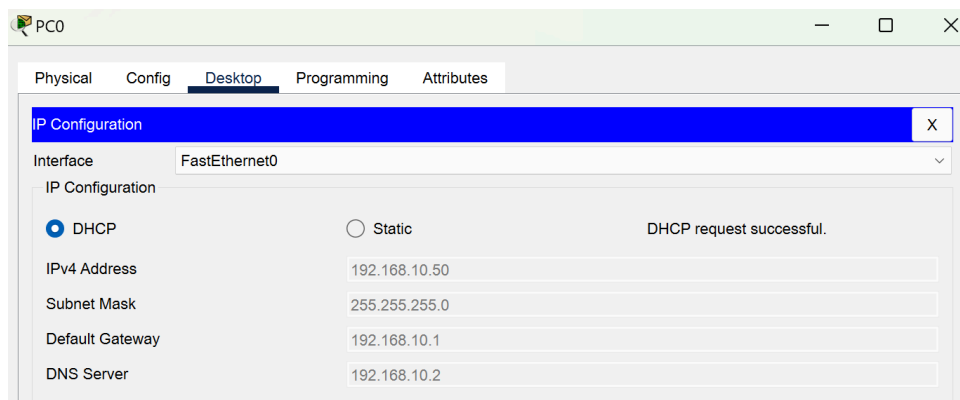 PC0
Physical Config Desktop Programming Attributes
IP Configuration X
Interface FastEthernet0
IP Configuration
DHCP Static DHCP request successful.
IPv4 Address 192.168.10.50
Subnet Mask 255.255.255.0
Default Gateway 192.168.10.1
DNS Server 192.168.10.2